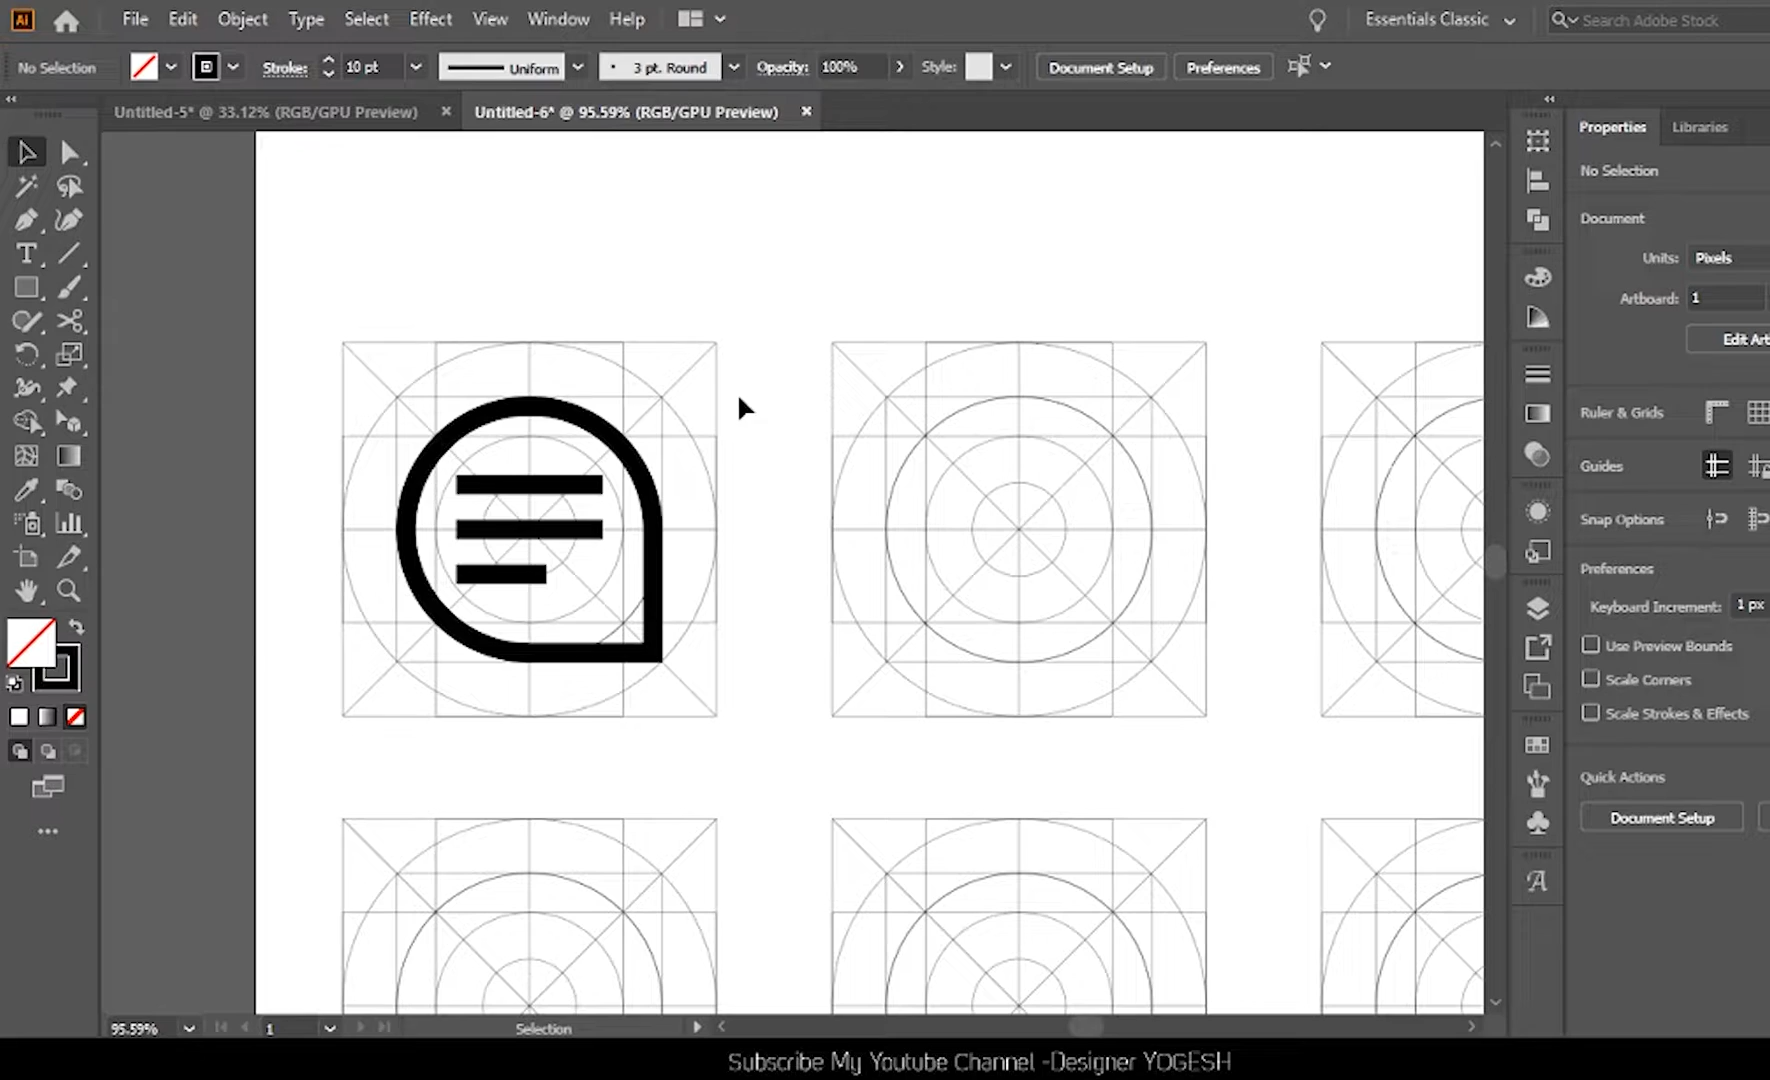 Ai File Edit Object Type Select Effect View Window Help Essentials Classic Search Adobe Stock
No Selection Stroke: 10 pt Uniform 3 pt. Round Opacity: 100% Style: Document Setup Preferences
Untitled-5* @ 33.12% (RGB/GPU Preview) × Untitled-6* @ 95.59% (RGB/GPU Preview) ×
Properties Libraries
No Selection
Document
Units: Pixels
Artboard: 1
Edit Art
Ruler & Grids
Guides
Snap Options
Preferences
Keyboard Increment: 1 px
Use Preview Bounds
Scale Corners
Scale Strokes & Effects
Quick Actions
Document Setup
95.59% 1 Selection
Subscribe My Youtube Channel -Designer YOGESH